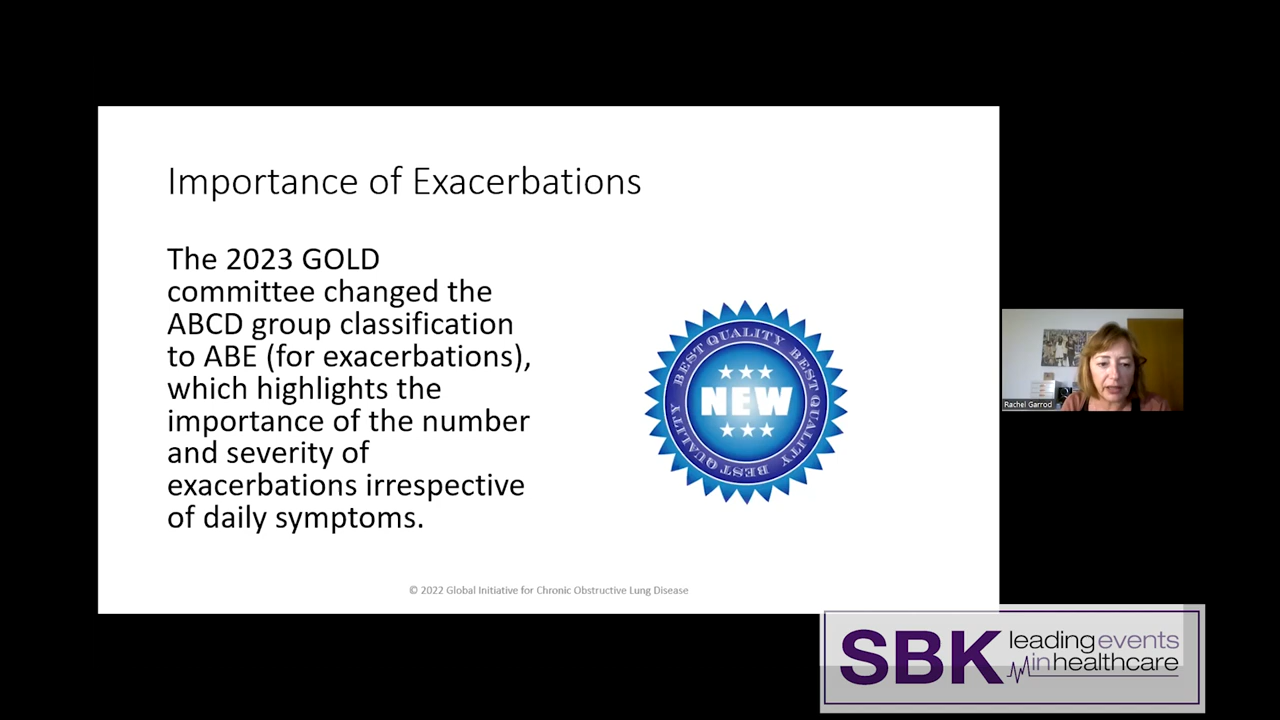 Importance of Exacerbations
The 2023 GOLD
committee changed the
ABCD group classification
to ABE (for exacerbations),
which highlights the
importance of the number
and severity of
exacerbations irrespective
of daily symptoms.
BEST QUALITY BEST QUALITY BEST QUALITY
NEW
© 2022 Global Initiative for Chronic Obstructive Lung Disease
Rachel Garrod
SBK leading events
in healthcare